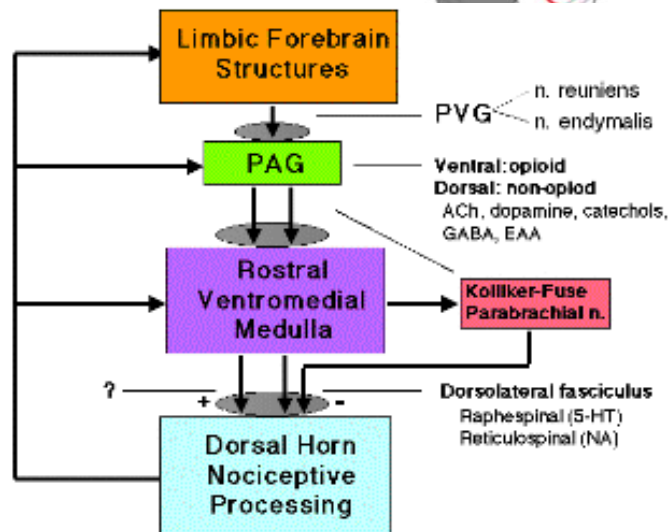 Limbic Forebrain
Structures
PVG
n. reuniens
n. endymalis
PAG
Ventral: opioid
Dorsal: non-opiod
ACh, dopamine, catechols,
GABA, EAA
Rostral
Ventromedial
Medulla
Kolliker-Fuse
Parabrachial n.
?
+
-
Dorsolateral fasciculus
Raphespinal (5-HT)
Reticulospinal (NA)
Dorsal Horn
Nociceptive
Processing